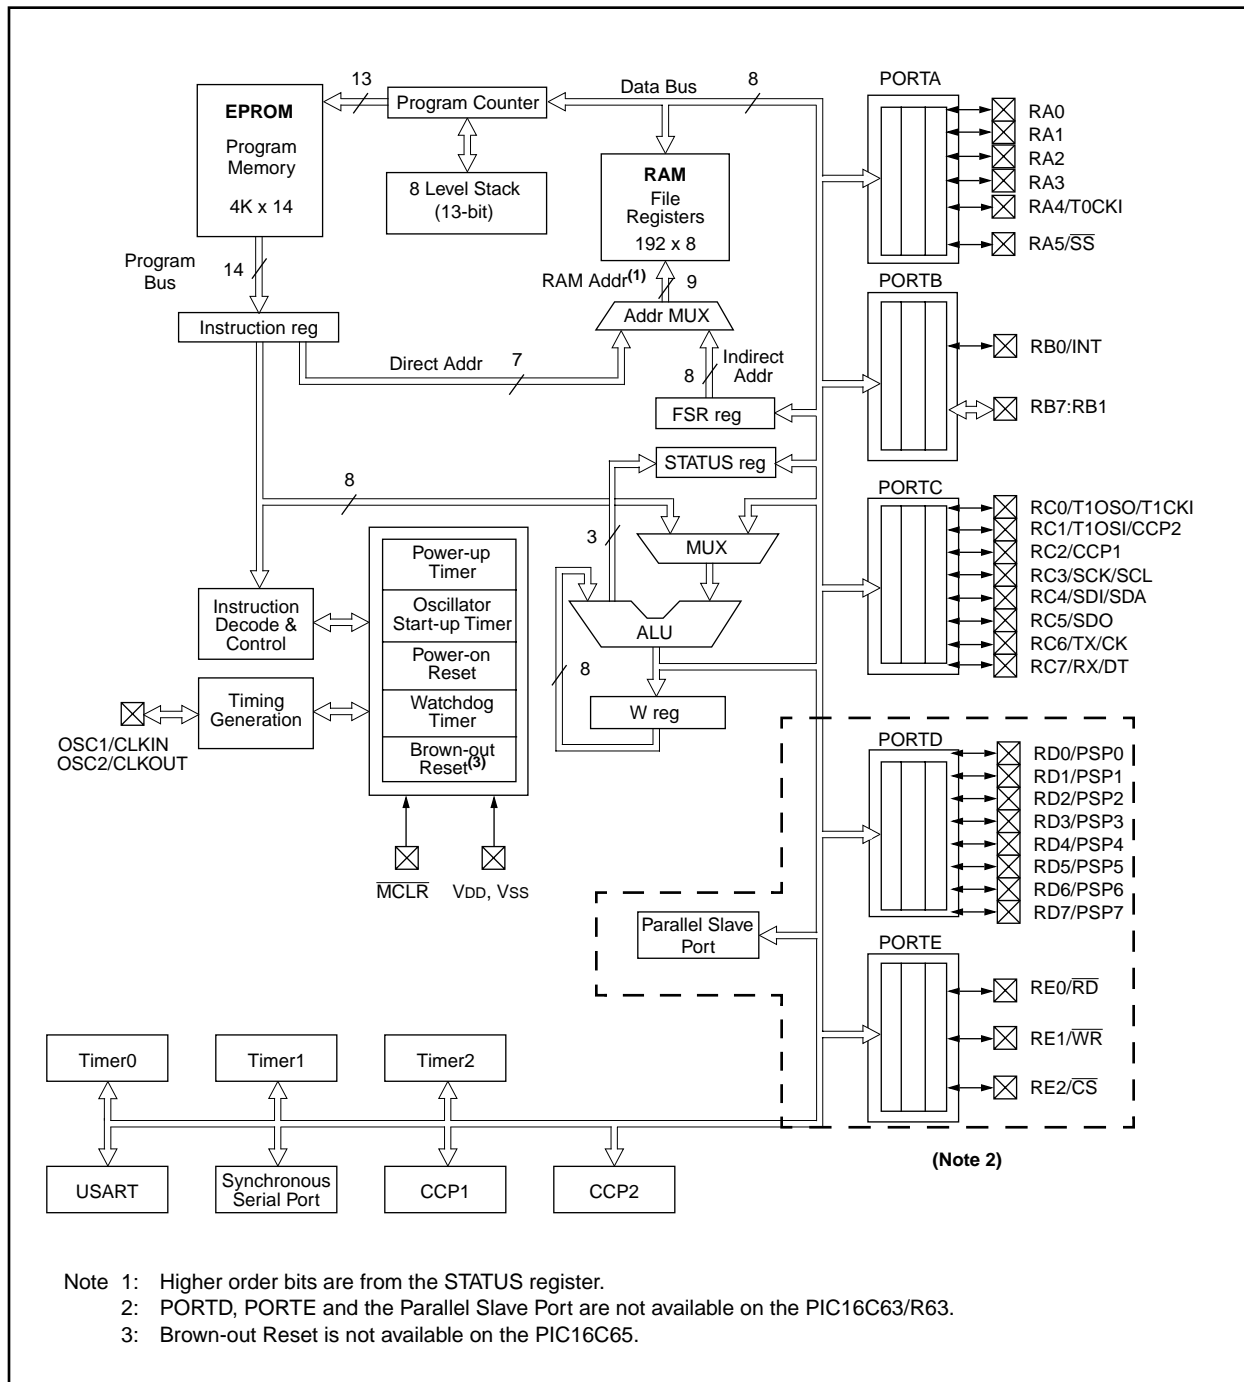 EPROM
Program
Memory
4K x 14
13
Program Counter
Data Bus
8
8 Level Stack
(13-bit)
RAM
File
Registers
192 x 8
Program
Bus
14
RAM Addr(1)
9
Addr MUX
Instruction reg
Direct Addr
7
8
Indirect
Addr
FSR reg
STATUS reg
8
3
MUX
ALU
8
W reg
Power-up
Timer
Oscillator
Start-up Timer
Power-on
Reset
Watchdog
Timer
Brown-out
Reset(3)
Instruction
Decode &
Control
Timing
Generation
OSC1/CLKIN
OSC2/CLKOUT
MCLR
VDD, VSS
PORTA
RA0
RA1
RA2
RA3
RA4/T0CKI
RA5/SS
PORTB
RB0/INT
RB7:RB1
PORTC
RC0/T1OSO/T1CKI
RC1/T1OSI/CCP2
RC2/CCP1
RC3/SCK/SCL
RC4/SDI/SDA
RC5/SDO
RC6/TX/CK
RC7/RX/DT
PORTD
RD0/PSP0
RD1/PSP1
RD2/PSP2
RD3/PSP3
RD4/PSP4
RD5/PSP5
RD6/PSP6
RD7/PSP7
Parallel Slave
Port
PORTE
RE0/RD
RE1/WR
RE2/CS
(Note 2)
Timer0
Timer1
Timer2
USART
Synchronous
Serial Port
CCP1
CCP2
Note 1: Higher order bits are from the STATUS register.
2: PORTD, PORTE and the Parallel Slave Port are not available on the PIC16C63/R63.
3: Brown-out Reset is not available on the PIC16C65.